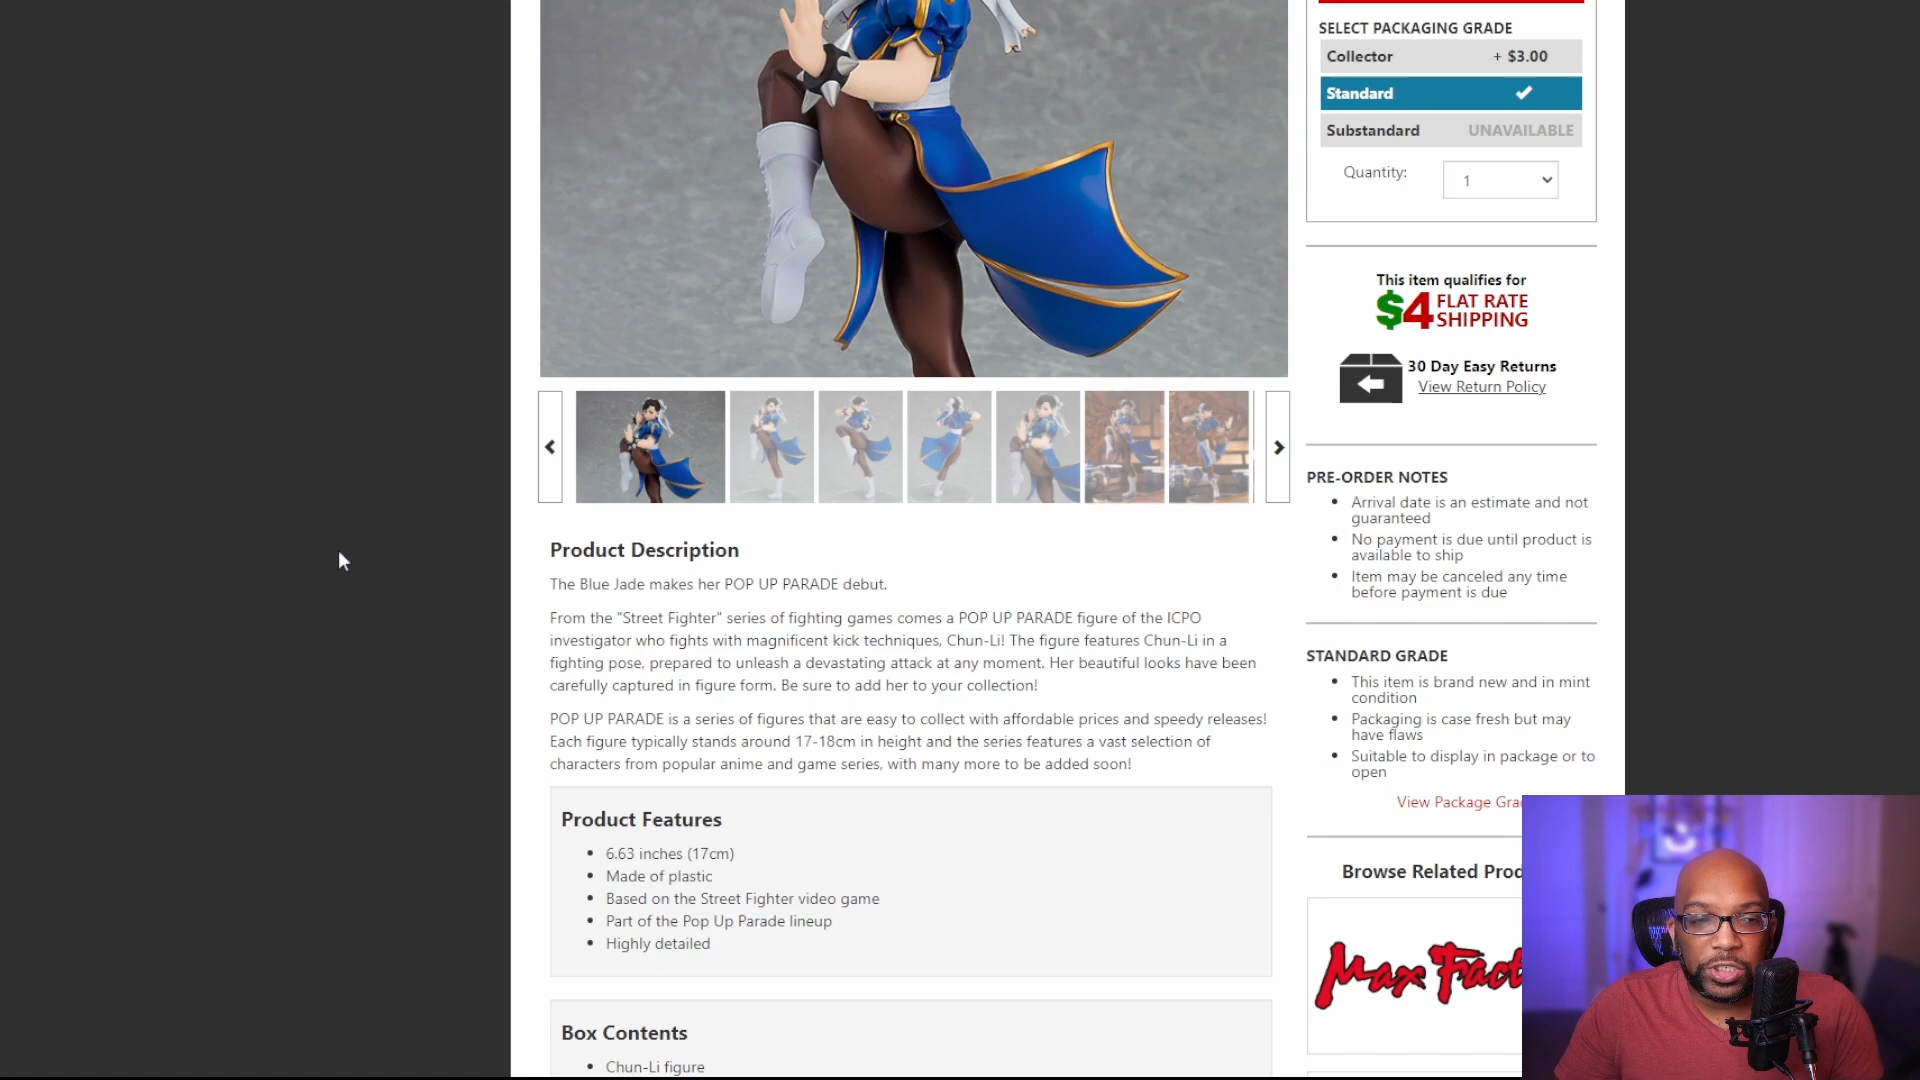 SELECT PACKAGING GRADE
Collector + $3.00
Standard
Substandard UNAVAILABLE
Quantity: 1
This item qualifies for
$4 FLAT RATE
SHIPPING
30 Day Easy Returns
View Return Policy
PRE-ORDER NOTES
Arrival date is an estimate and not
guaranteed
No payment is due until product is
available to ship
Item may be canceled any time
before payment is due
STANDARD GRADE
This item is brand new and in mint
condition
Packaging is case fresh but may
have flaws
Suitable to display in package or to
open
View Package Gra
Browse Related Prod
Max Fact
Product Description
The Blue Jade makes her POP UP PARADE debut.
From the "Street Fighter" series of fighting games comes a POP UP PARADE figure of the ICPO
investigator who fights with magnificent kick techniques, Chun-Li! The figure features Chun-Li in a
fighting pose, prepared to unleash a devastating attack at any moment. Her beautiful looks have been
carefully captured in figure form. Be sure to add her to your collection!
POP UP PARADE is a series of figures that are easy to collect with affordable prices and speedy releases!
Each figure typically stands around 17-18cm in height and the series features a vast selection of
characters from popular anime and game series, with many more to be added soon!
Product Features
6.63 inches (17cm)
Made of plastic
Based on the Street Fighter video game
Part of the Pop Up Parade lineup
Highly detailed
Box Contents
Chun-Li figure